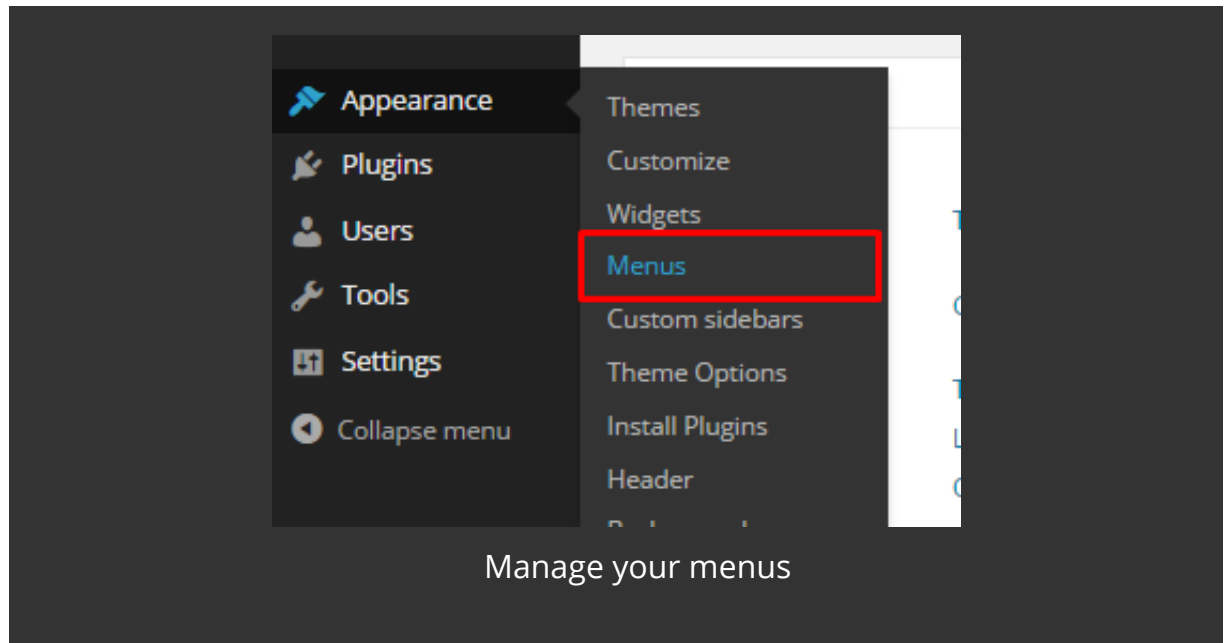 Appearance
Plugins
Users
Tools
Settings
Collapse menu
Themes
Customize
Widgets
Menus
Custom sidebars
Theme Options
Install Plugins
Header
Manage your menus